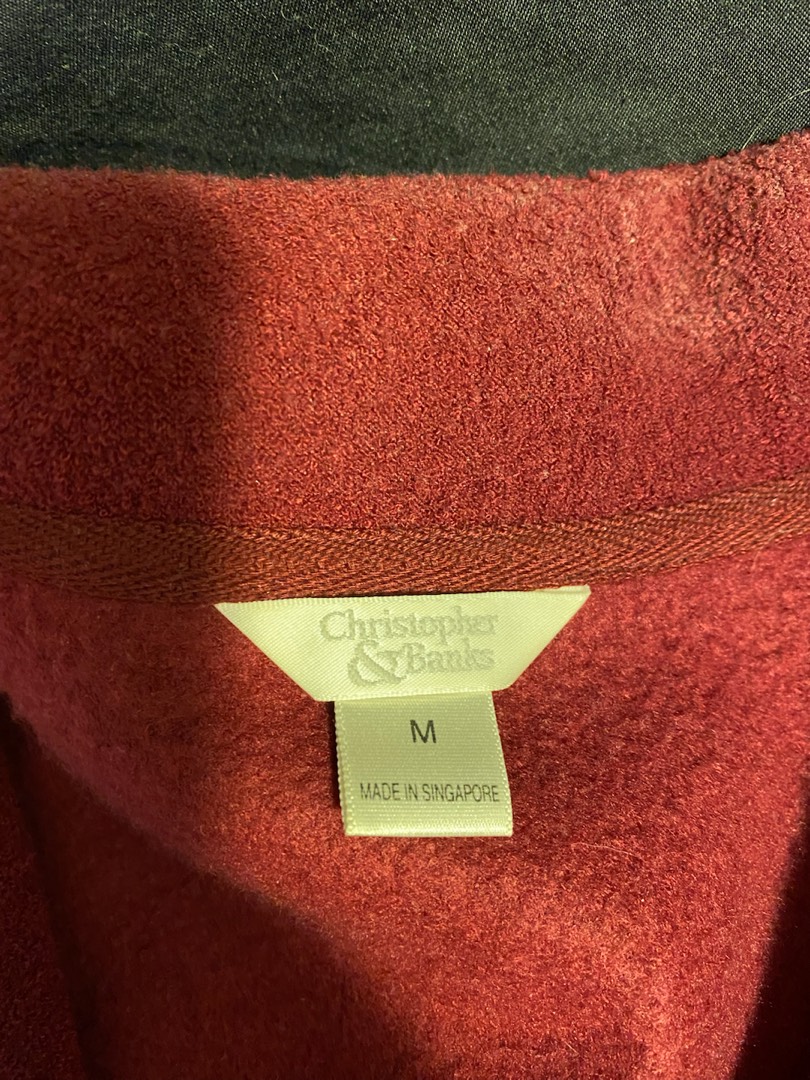 Christopher
& Banks
M
MADE IN SINGAPORE